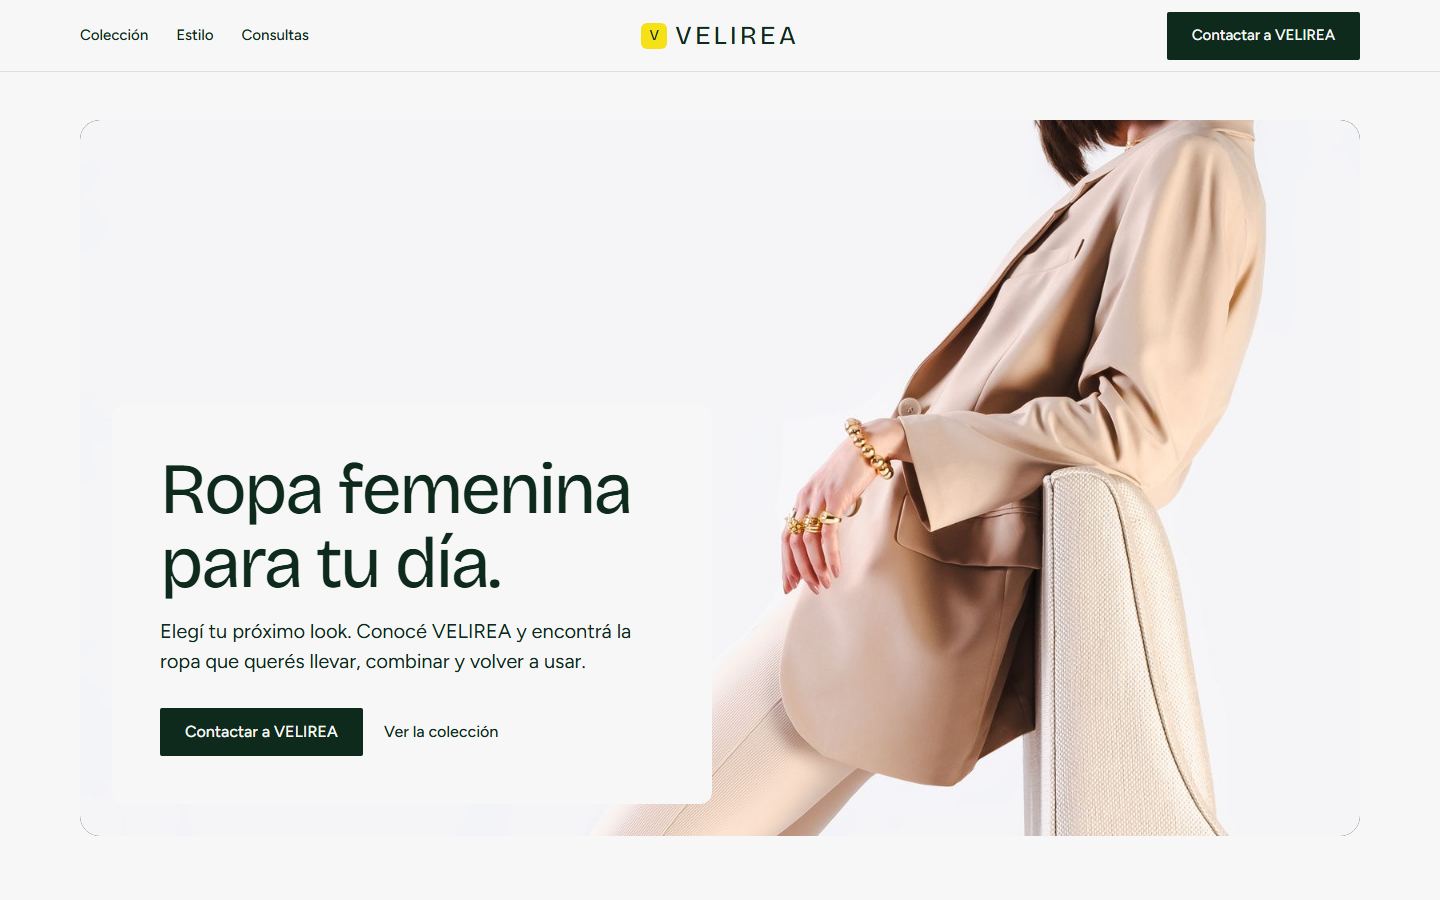 Colección
Estilo
Consultas
V
VELIREA
Contactar a VELIREA
Ropa femenina
para tu día.
Elegí tu próximo look. Conocé VELIREA y encontrá la
ropa que querés llevar, combinar y volver a usar.
Contactar a VELIREA
Ver la colección